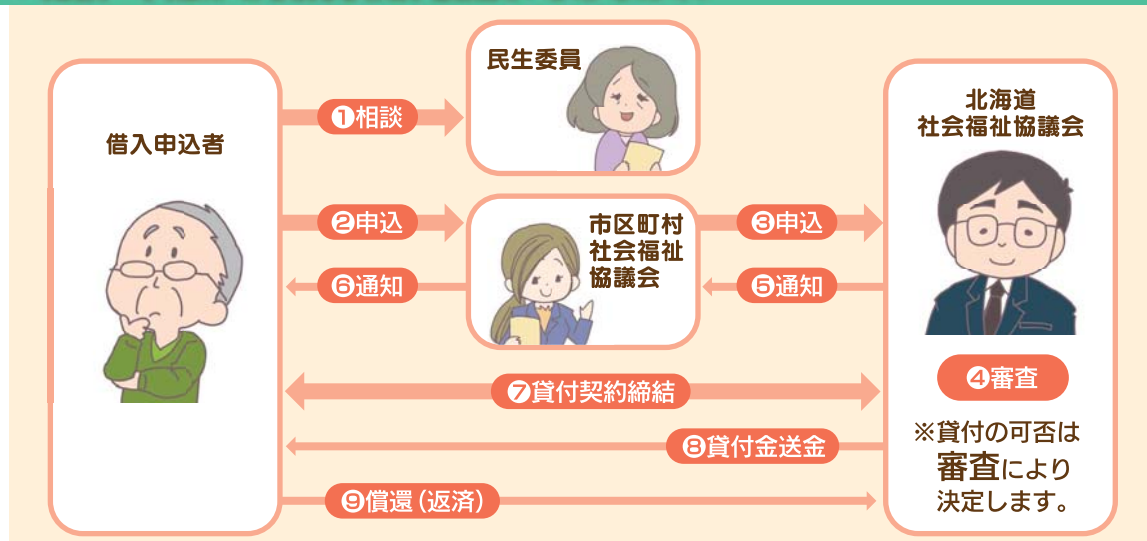 民生委員
借入申込者
❶相談
北海道
社会福祉協議会
❷申込
市区町村
社会福祉
協議会
❸申込
❻通知
❺通知
❹審査
❼貸付契約締結
※貸付の可否は
審査により
決定します。
❽貸付金送金
❾償還(返済)